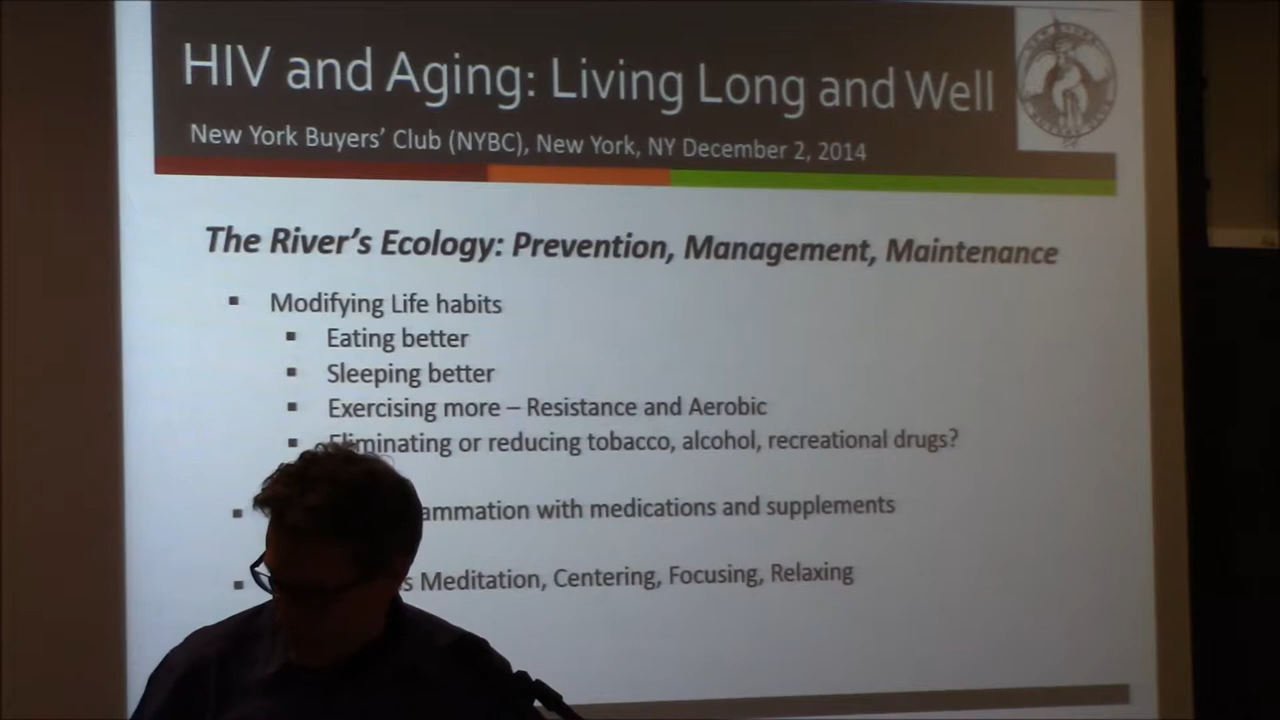 HIV and Aging: Living Long and Well
New York Buyers' Club (NYBC), New York, NY December 2, 2014
The River's Ecology: Prevention, Management, Maintenance
Modifying Life habits
Eating better
Sleeping better
Exercising more – Resistance and Aerobic
Eliminating or reducing tobacco, alcohol, recreational drugs?
with medications and supplements
Meditation, Centering, Focusing, Relaxing